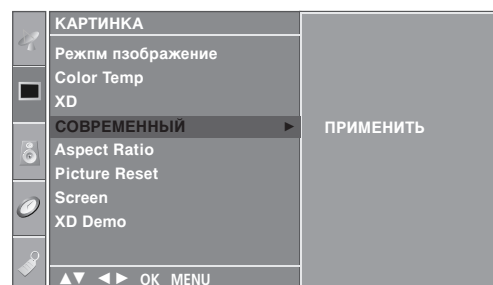 КАРТИНКА
Режпм пзображение
Color Temp
XD
СОВРЕМЕННЫЙ ► ПРИМЕНИТЬ
Aspect Ratio
Picture Reset
Screen
XD Demo
▲▼ ◄► OK MENU